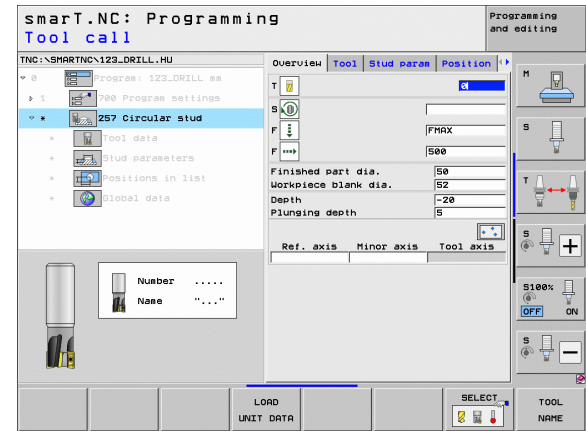 smarT.NC: Programming
Tool call
Programming
and editing
TNC:\SMARTNC\123_DRILL.HU
0 Program: 123_DRILL mm
1 700 Program settings
* 257 Circular stud
* Tool data
* Stud parameters
* Positions in list
* Global data
Overview Tool Stud param Position
T 0
S
F FMAX
F 500
Finished part dia. 50
Workpiece blank dia. 52
Depth -20
Plunging depth 5
Ref. axis Minor axis Tool axis
Number .....
Name "..."
M
S
T
S
S100%
OFF ON
S
LOAD
UNIT DATA
SELECT
TOOL
NAME